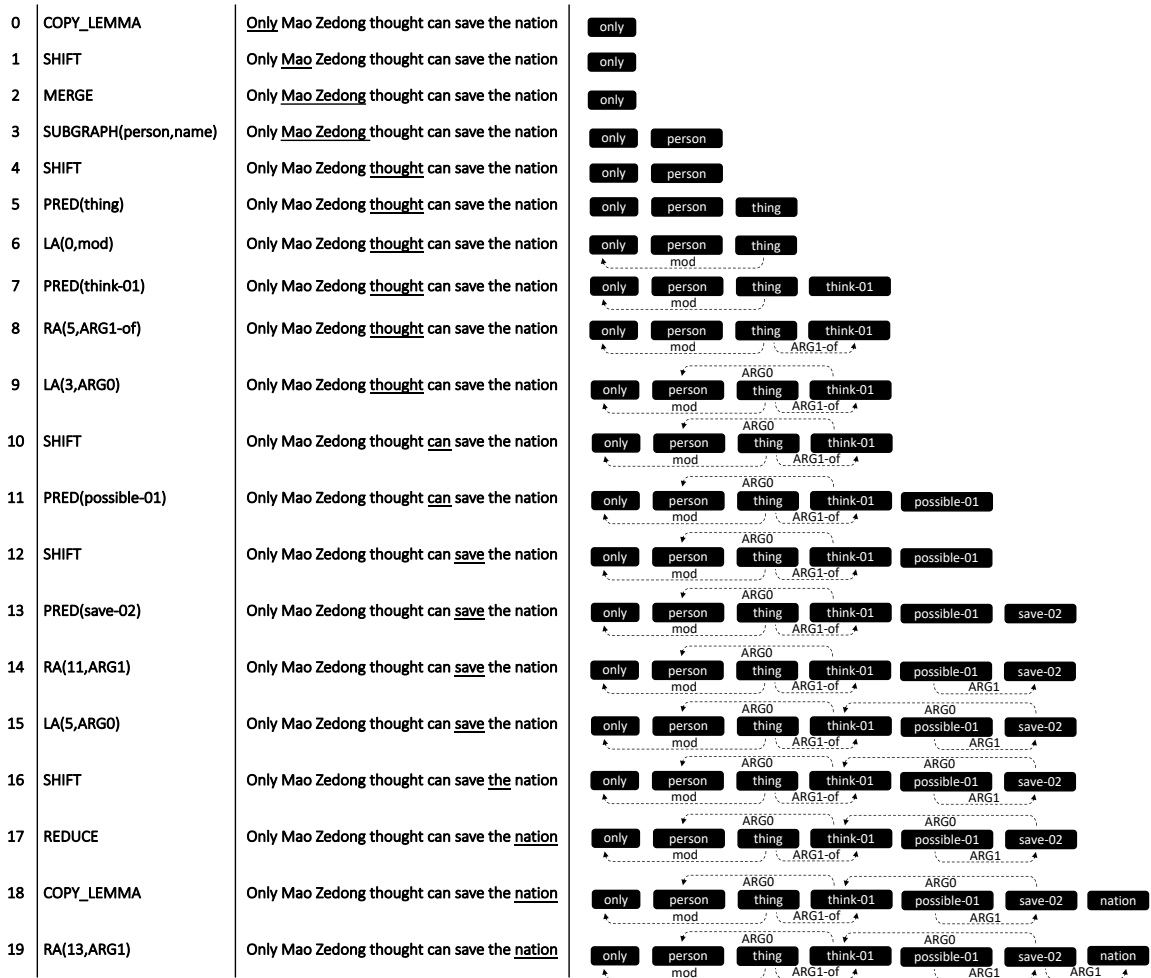 0 COPY_LEMMA Only Mao Zedong thought can save the nation only
1 SHIFT Only Mao Zedong thought can save the nation only
2 MERGE Only Mao Zedong thought can save the nation only
3 SUBGRAPH(person,name) Only Mao Zedong thought can save the nation only person
4 SHIFT Only Mao Zedong thought can save the nation only person
5 PRED(thing) Only Mao Zedong thought can save the nation only person thing
6 LA(0,mod) Only Mao Zedong thought can save the nation only person thing
mod
7 PRED(think-01) Only Mao Zedong thought can save the nation only person thing think-01
mod
8 RA(5,ARG1-of) Only Mao Zedong thought can save the nation only person thing think-01
mod ARG1-of
ARG0
9 LA(3,ARG0) Only Mao Zedong thought can save the nation only person thing think-01
mod ARG1-of
ARG0
10 SHIFT Only Mao Zedong thought can save the nation only person thing think-01
mod ARG1-of
ARG0
11 PRED(possible-01) Only Mao Zedong thought can save the nation only person thing think-01 possible-01
mod ARG1-of
ARG0
12 SHIFT Only Mao Zedong thought can save the nation only person thing think-01 possible-01
mod ARG1-of
ARG0
13 PRED(save-02) Only Mao Zedong thought can save the nation only person thing think-01 possible-01 save-02
mod ARG1-of
ARG0
14 RA(11,ARG1) Only Mao Zedong thought can save the nation only person thing think-01 possible-01 save-02
mod ARG1-of ARG1
ARG0 ARG0
15 LA(5,ARG0) Only Mao Zedong thought can save the nation only person thing think-01 possible-01 save-02
mod ARG1-of ARG1
ARG0 ARG0
16 SHIFT Only Mao Zedong thought can save the nation only person thing think-01 possible-01 save-02
mod ARG1-of ARG1
ARG0 ARG0
17 REDUCE Only Mao Zedong thought can save the nation only person thing think-01 possible-01 save-02
mod ARG1-of ARG1
ARG0 ARG0
18 COPY_LEMMA Only Mao Zedong thought can save the nation only person thing think-01 possible-01 save-02 nation
mod ARG1-of ARG1
ARG0 ARG0
19 RA(13,ARG1) Only Mao Zedong thought can save the nation only person thing think-01 possible-01 save-02 nation
mod ARG1-of ARG1 ARG1